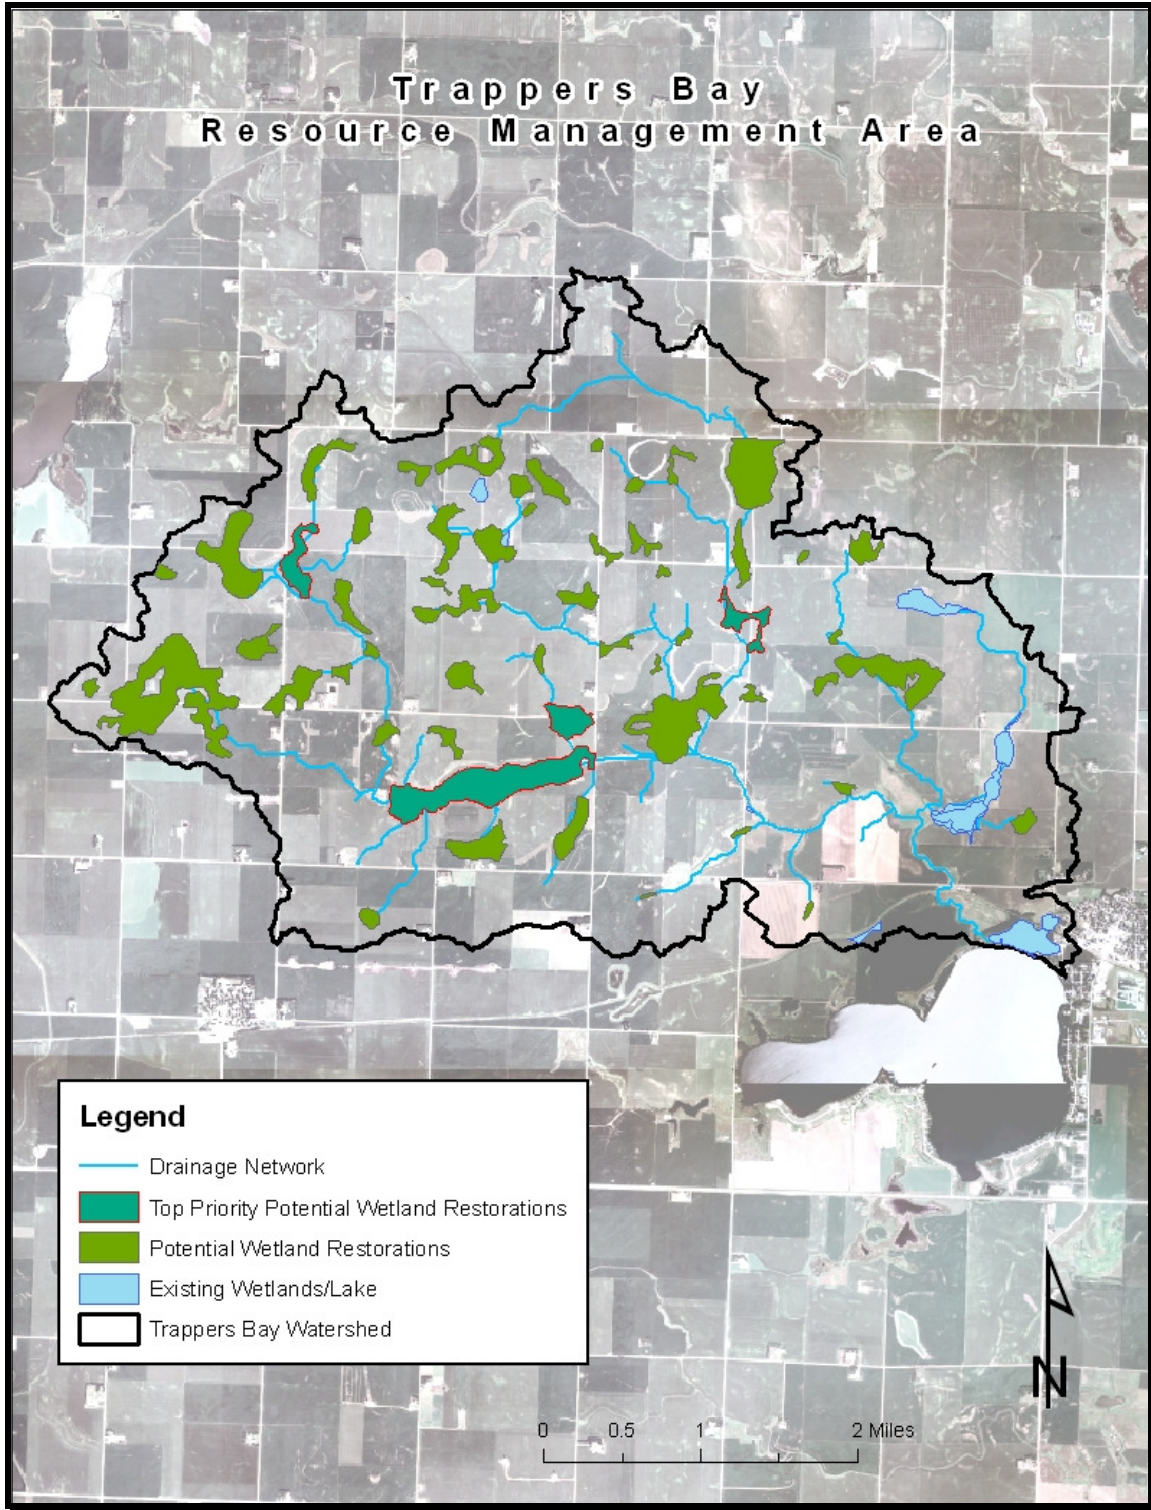 Trappers Bay
Resource Management Area
Legend
Drainage Network
Top Priority Potential Wetland Restorations
Potential Wetland Restorations
Existing Wetlands/Lake
Trappers Bay Watershed
N
0 0.5 1 2 Miles